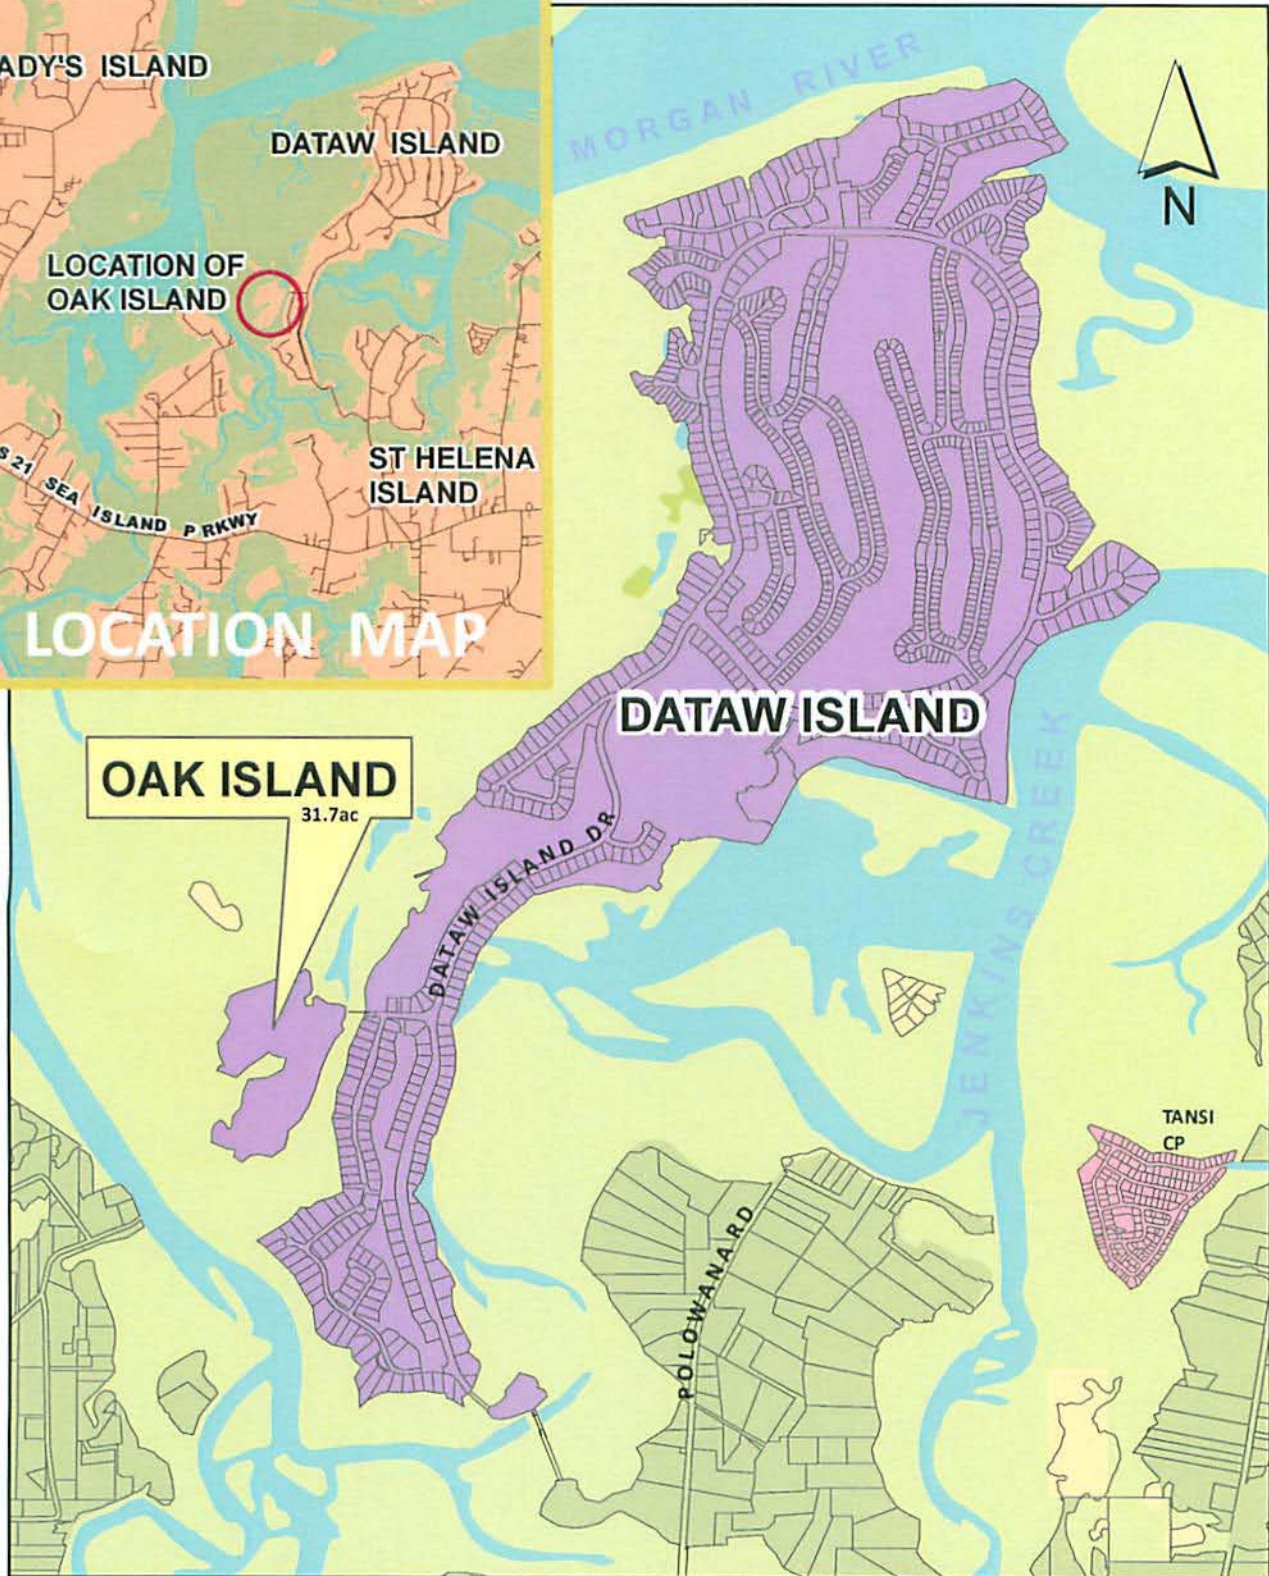 ADY'S ISLAND
DATAW ISLAND
LOCATION OF
OAK ISLAND
ST HELENA
ISLAND
S 21 SEA ISLAND P RKWY
LOCATION MAP
MORGAN RIVER
N
DATAW ISLAND
OAK ISLAND
31.7ac
DATAW ISLAND DR
JENKINS CREEK
TANSI
CP
POLOWANA RD